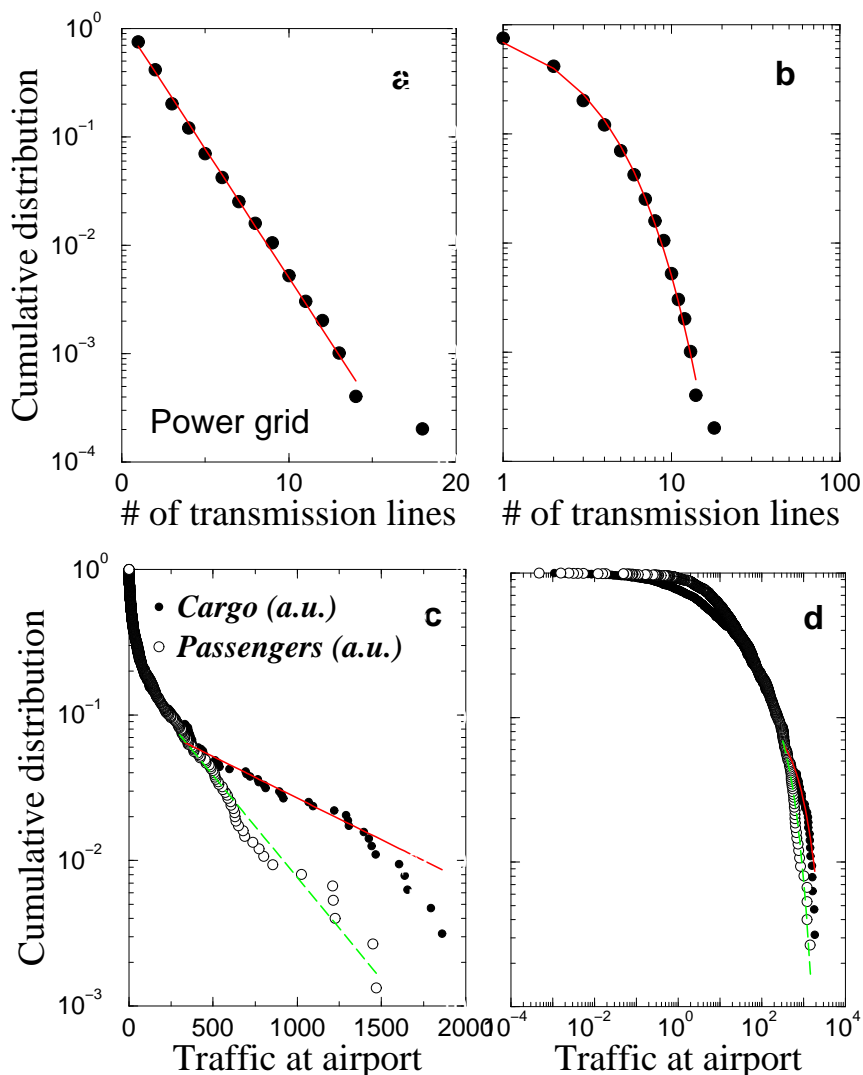 10^0
10^−1
10^−2
10^−3
10^−4
Cumulative distribution
a
Power grid
0
10
20
# of transmission lines
b
1
10
100
# of transmission lines
10^0
10^−1
10^−2
10^−3
Cumulative distribution
c
Cargo (a.u.)
Passengers (a.u.)
0
500
1000
1500
2000
Traffic at airport
d
10^−4
10^−2
10^0
10^2
10^4
Traffic at airport